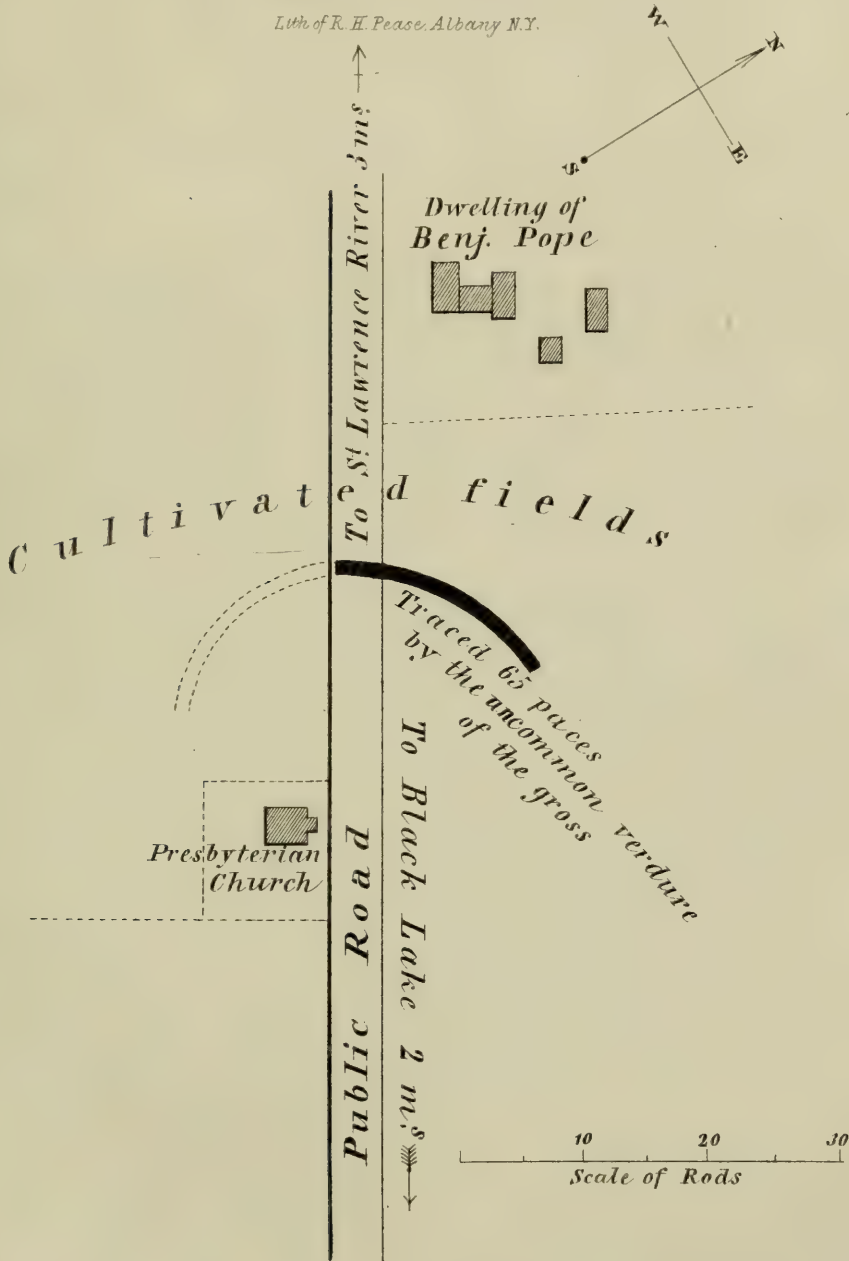 Lith of R. H. Pease. Albany N.Y.
W
N
S
E
To St. Lawrence River 3 ms.
Dwelling of
Benj. Pope
Cultivated fields
Traced 65 paces
by the uncommon verdure
of the gross
Presbyterian
Church
Public Road
To Black Lake 2 ms.
10 20 30
Scale of Rods